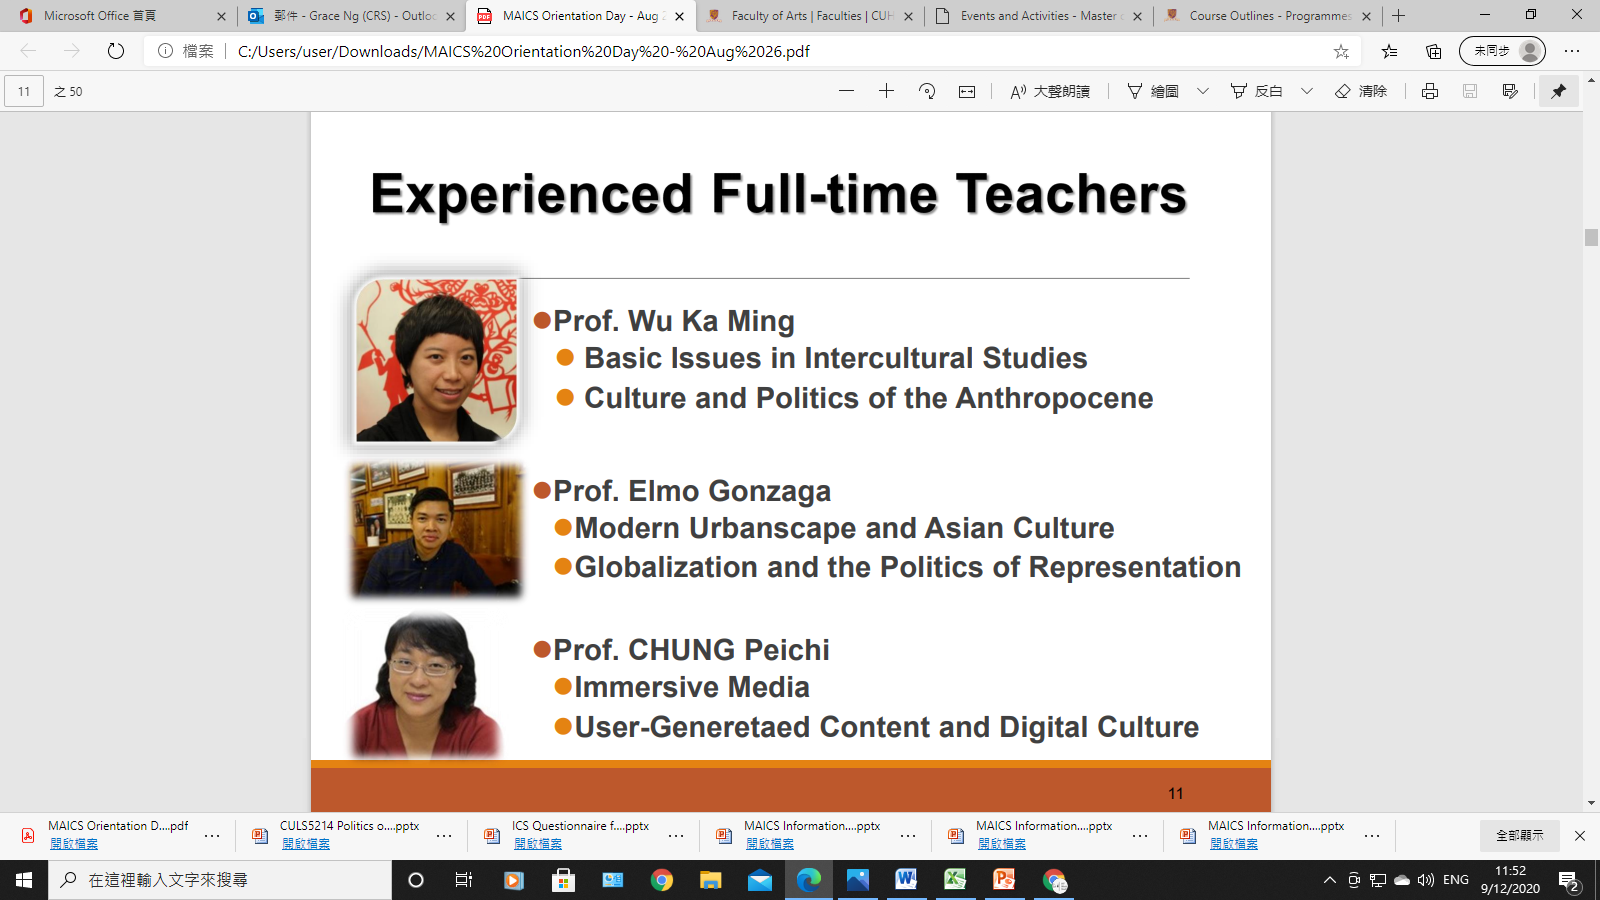 Microsoft Office 首頁
郵件 - Grace Ng (CRS) - Outloo
MAICS Orientation Day - Aug 2
Faculty of Arts | Faculties | CUH
Events and Activities - Master o
Course Outlines - Programmes
檔案 | C:/Users/user/Downloads/MAICS%20Orientation%20Day%20-%20Aug%2026.pdf
未同步
11 之 50
大聲朗讀
繪圖
反白
清除
Experienced Full-time Teachers
Prof. Wu Ka Ming
Basic Issues in Intercultural Studies
Culture and Politics of the Anthropocene
Prof. Elmo Gonzaga
Modern Urbanscape and Asian Culture
Globalization and the Politics of Representation
Prof. CHUNG Peichi
Immersive Media
User-Generetaed Content and Digital Culture
11
MAICS Orientation D....pdf
開啟檔案
CULS5214 Politics o....pptx
開啟檔案
ICS Questionnaire f....pptx
開啟檔案
MAICS Information....pptx
開啟檔案
MAICS Information....pptx
開啟檔案
MAICS Information....pptx
開啟檔案
全部顯示
在這裡輸入文字來搜尋
ENG
11:52
9/12/2020
2